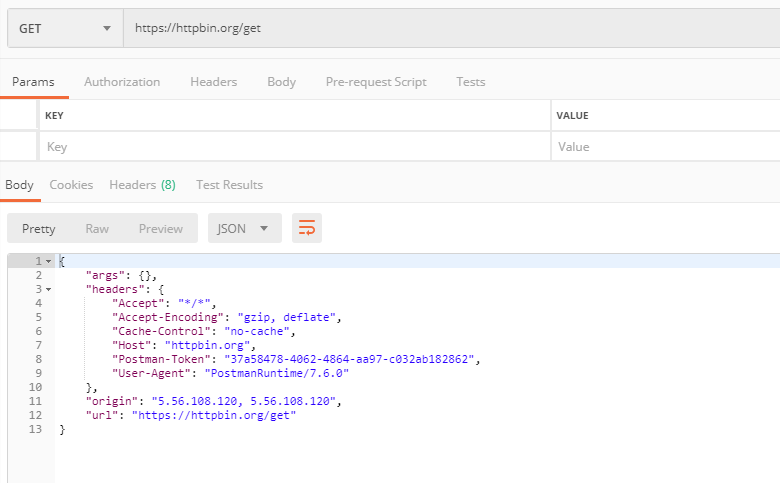 GET https://httpbin.org/get
Params Authorization Headers Body Pre-request Script Tests
KEY VALUE
Key Value
Body Cookies Headers (8) Test Results
Pretty Raw Preview JSON
1 {
2 "args": {},
3 "headers": {
4 "Accept": "*/*",
5 "Accept-Encoding": "gzip, deflate",
6 "Cache-Control": "no-cache",
7 "Host": "httpbin.org",
8 "Postman-Token": "37a58478-4062-4864-aa97-c032ab182862",
9 "User-Agent": "PostmanRuntime/7.6.0"
10 },
11 "origin": "5.56.108.120, 5.56.108.120",
12 "url": "https://httpbin.org/get"
13 }